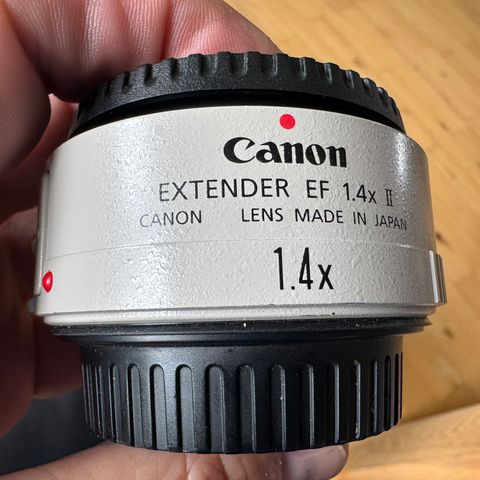 Canon
EXTENDER EF 1.4x II
CANON LENS MADE IN JAPAN
1.4x